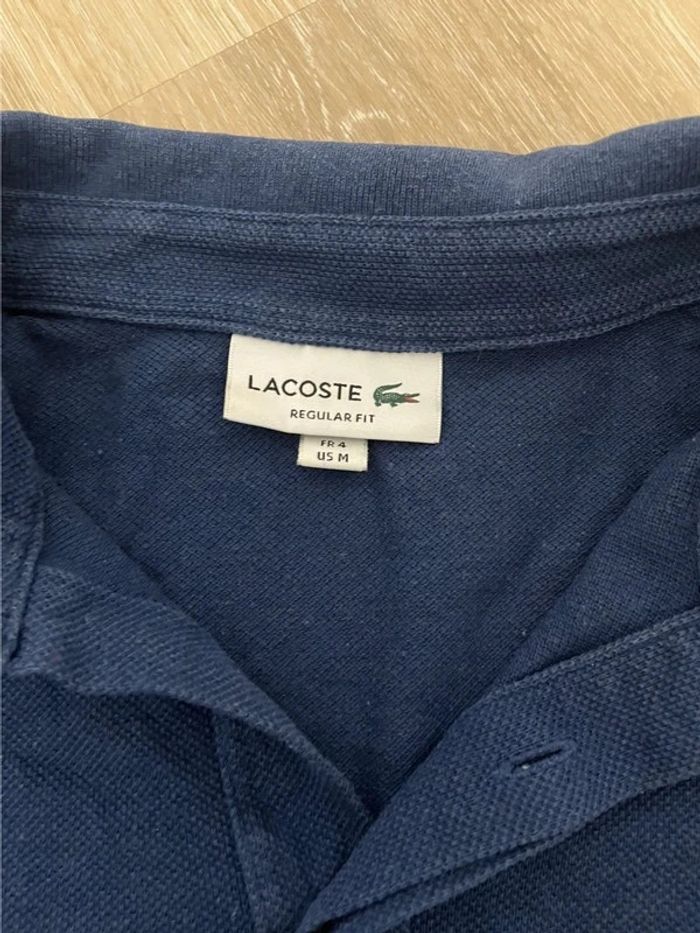 LACOSTE
REGULAR FIT
FR 4
US M